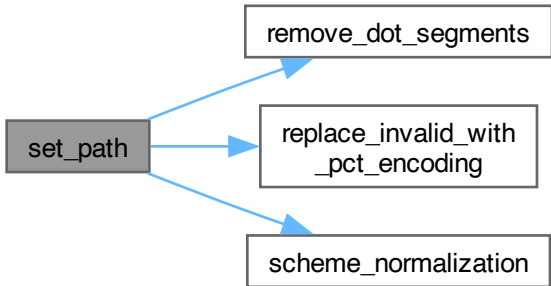 remove_dot_segments
set_path
replace_invalid_with
_pct_encoding
scheme_normalization